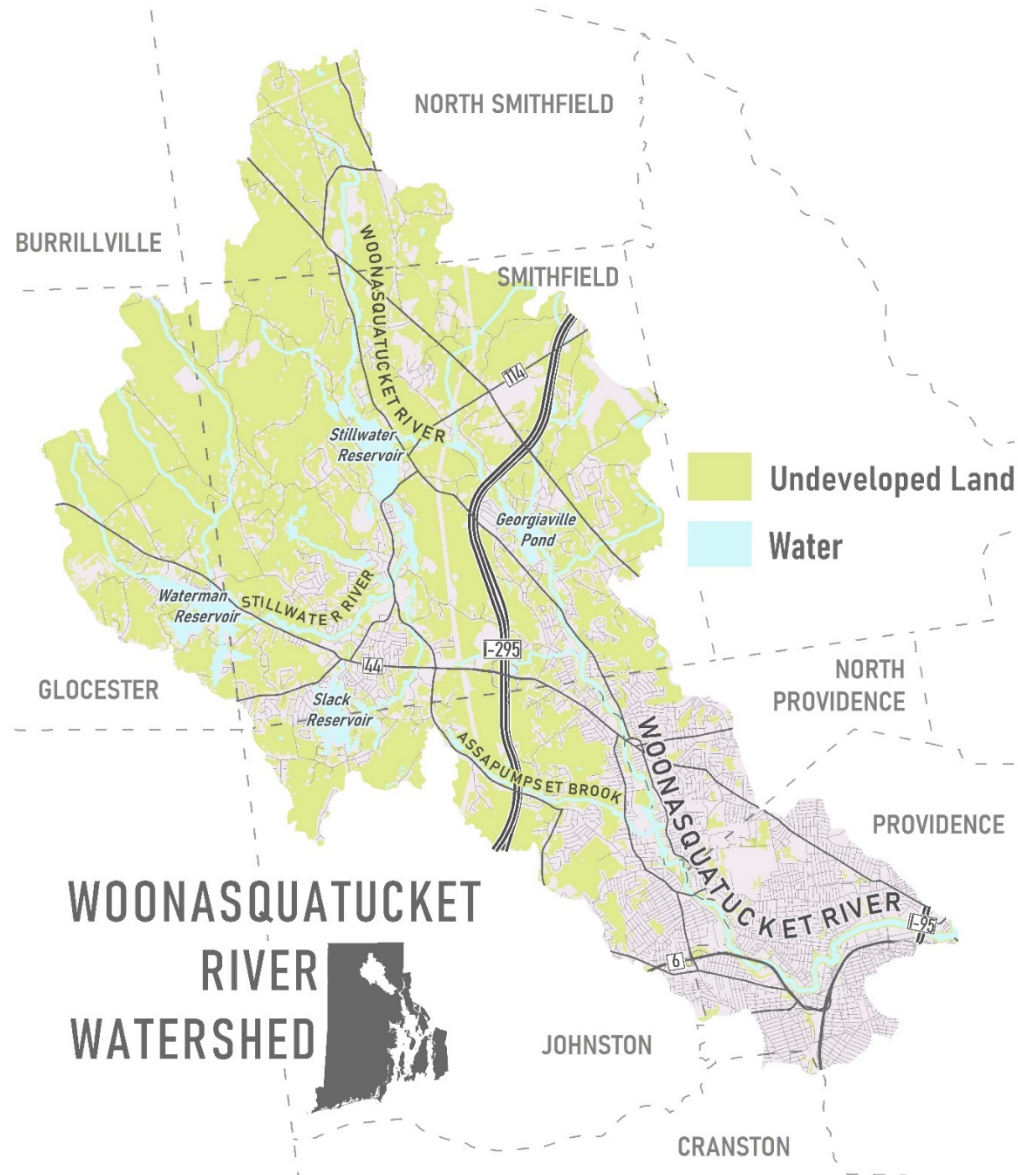 NORTH SMITHFIELD
BURRILLVILLE
SMITHFIELD
WOONASQUATUCKET RIVER
114
Stillwater
Reservoir
Undeveloped Land
Georgiaville
Pond
Water
Waterman
Reservoir
STILLWATER RIVER
I-295
44
GLOCESTER
NORTH
PROVIDENCE
Slack
Reservoir
ASSAPUMPSET BROOK
WOONASQUATUCKET RIVER
PROVIDENCE
I-95
6
WOONASQUATUCKET
RIVER
WATERSHED
JOHNSTON
CRANSTON